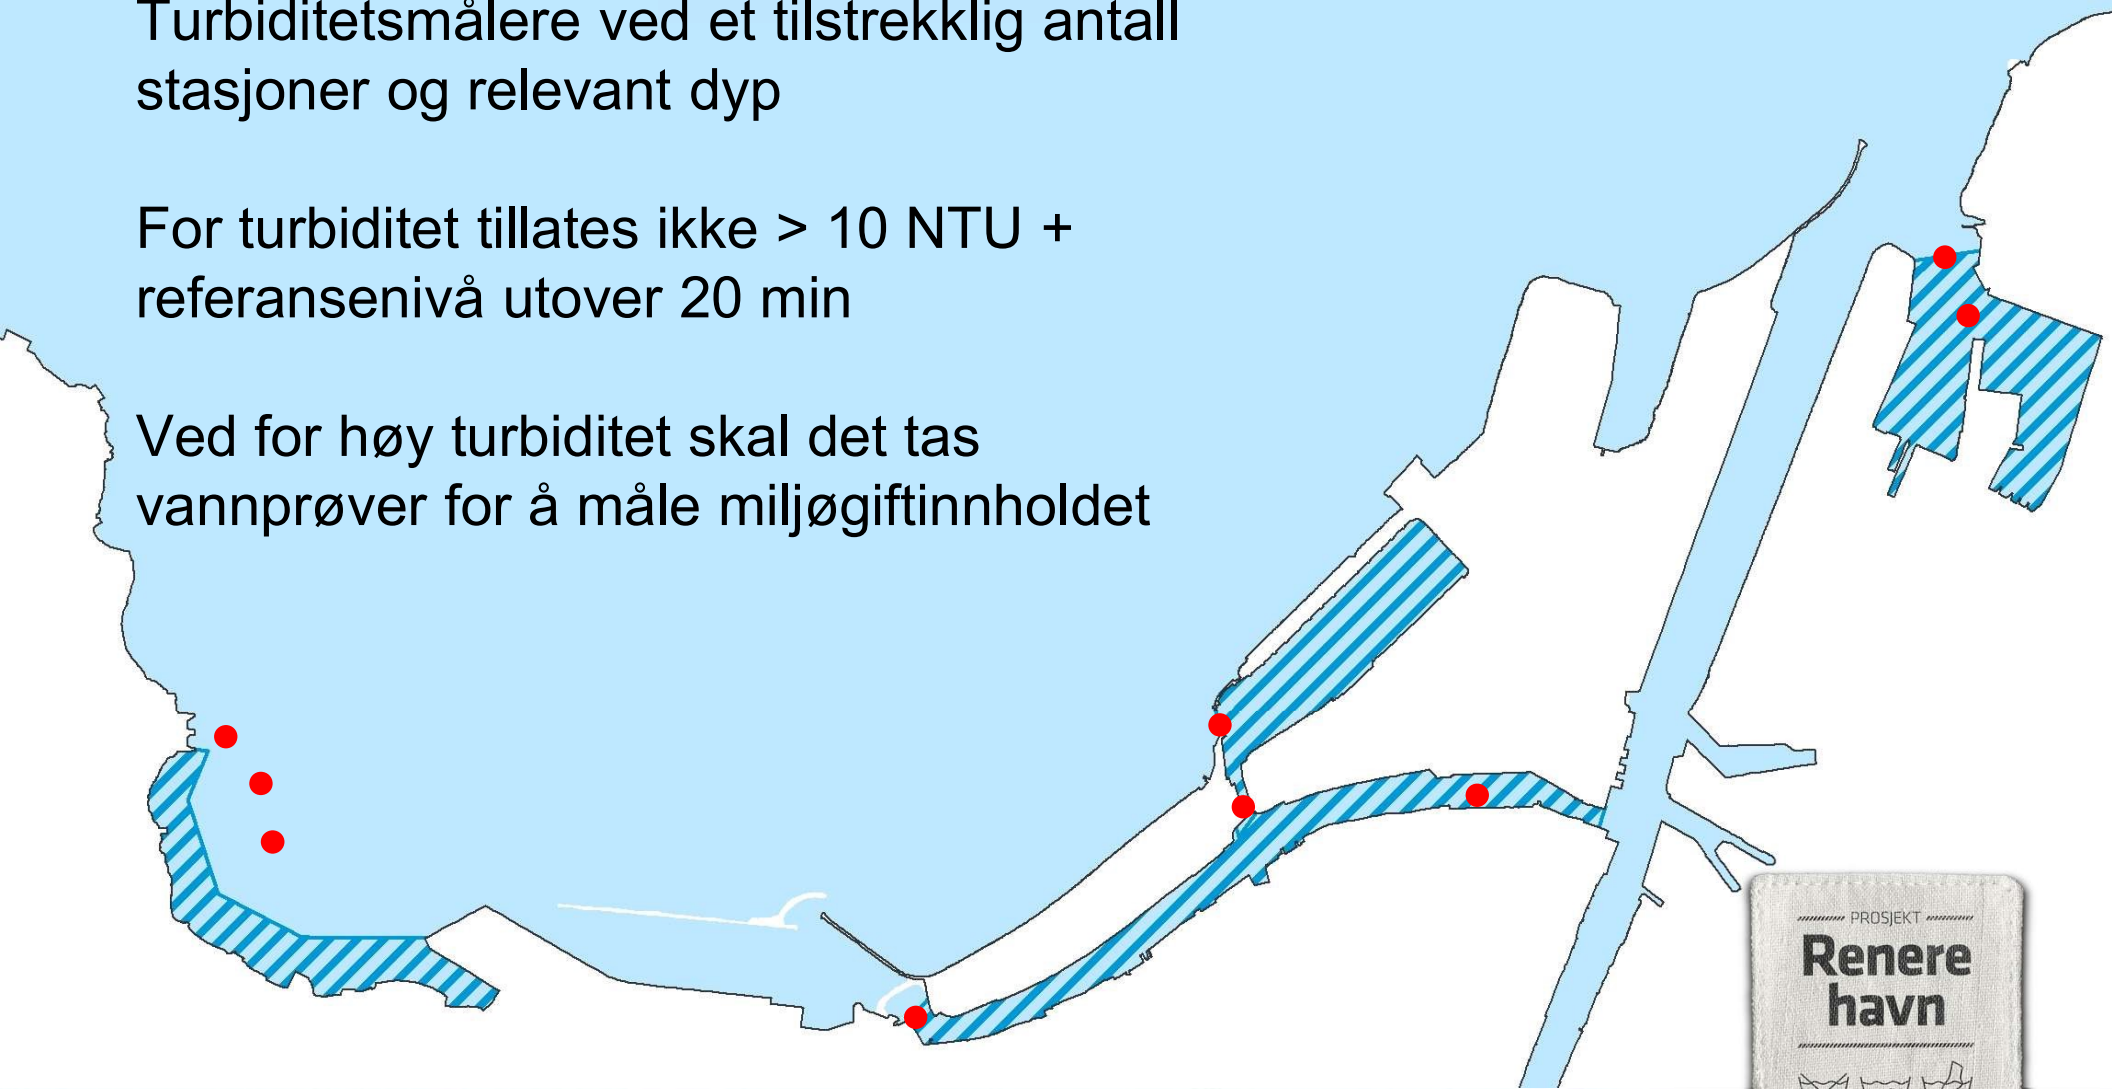 Turbiditetsmålere ved et tilstrekklig antall
stasjoner og relevant dyp
For turbiditet tillates ikke > 10 NTU +
referansenivå utover 20 min
Ved for høy turbiditet skal det tas
vannprøver for å måle miljøgiftinnholdet
PROSJEKT
Renere
havn